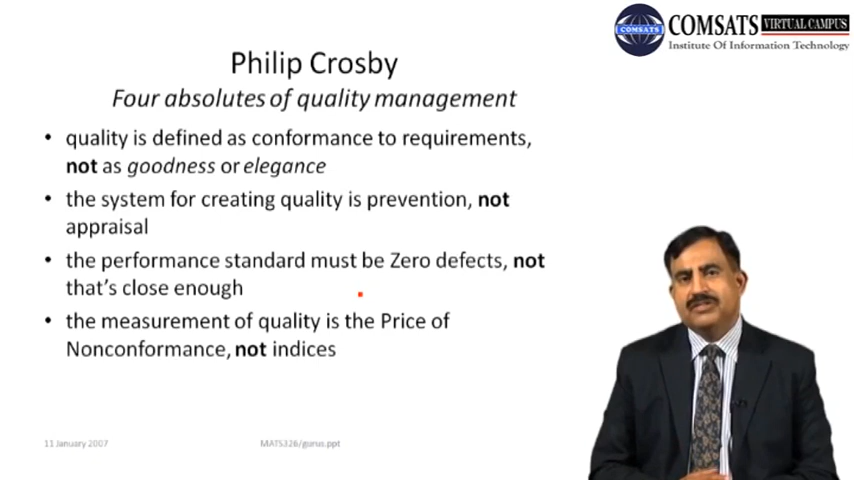 COMSATS VIRTUAL CAMPUS
COMSATS
Institute Of Information Technology
Philip Crosby
Four absolutes of quality management
• quality is defined as conformance to requirements,
not as goodness or elegance
• the system for creating quality is prevention, not
appraisal
• the performance standard must be Zero defects, not
that's close enough
• the measurement of quality is the Price of
Nonconformance, not indices
11 January 2007
MATS326/gurus.ppt